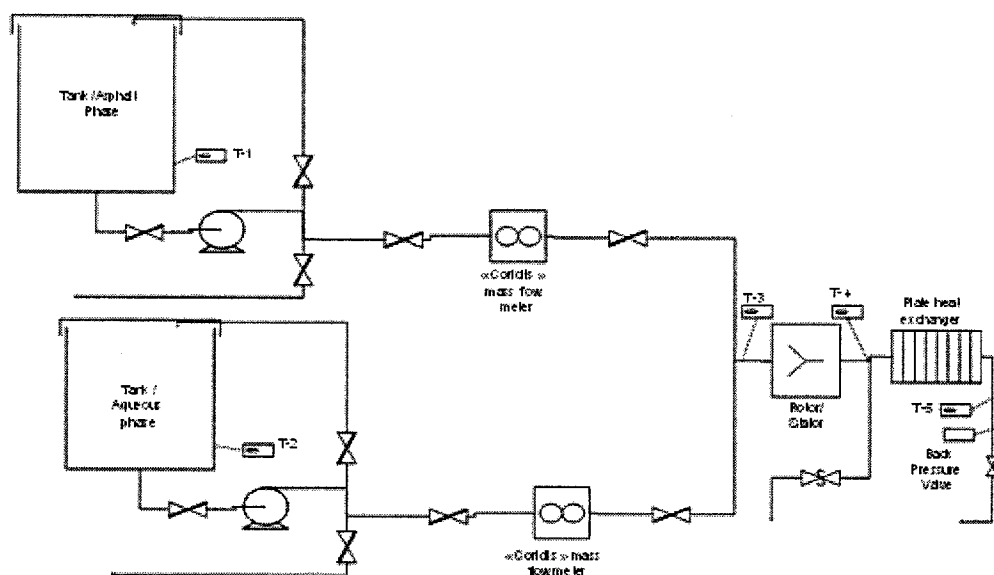 Tank / Asphalt
Phase
T-1
«Coriolis »
mass flow
meter
T-3
T-4
Plate heat
exchanger
Tank /
Aqueous
phase
T-2
Rotor/
Stator
T-5
Back
Pressure
Valve
S
«Coriolis » mass
flowmeter